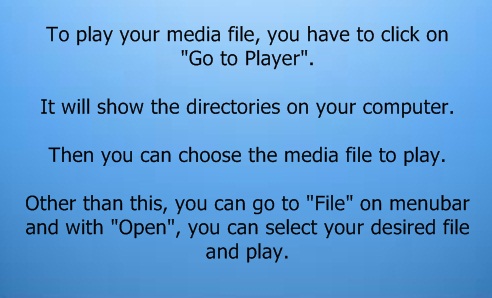 To play your media file, you have to click on
"Go to Player".
It will show the directories on your computer.
Then you can choose the media file to play.
Other than this, you can go to "File" on menubar
and with "Open", you can select your desired file
and play.